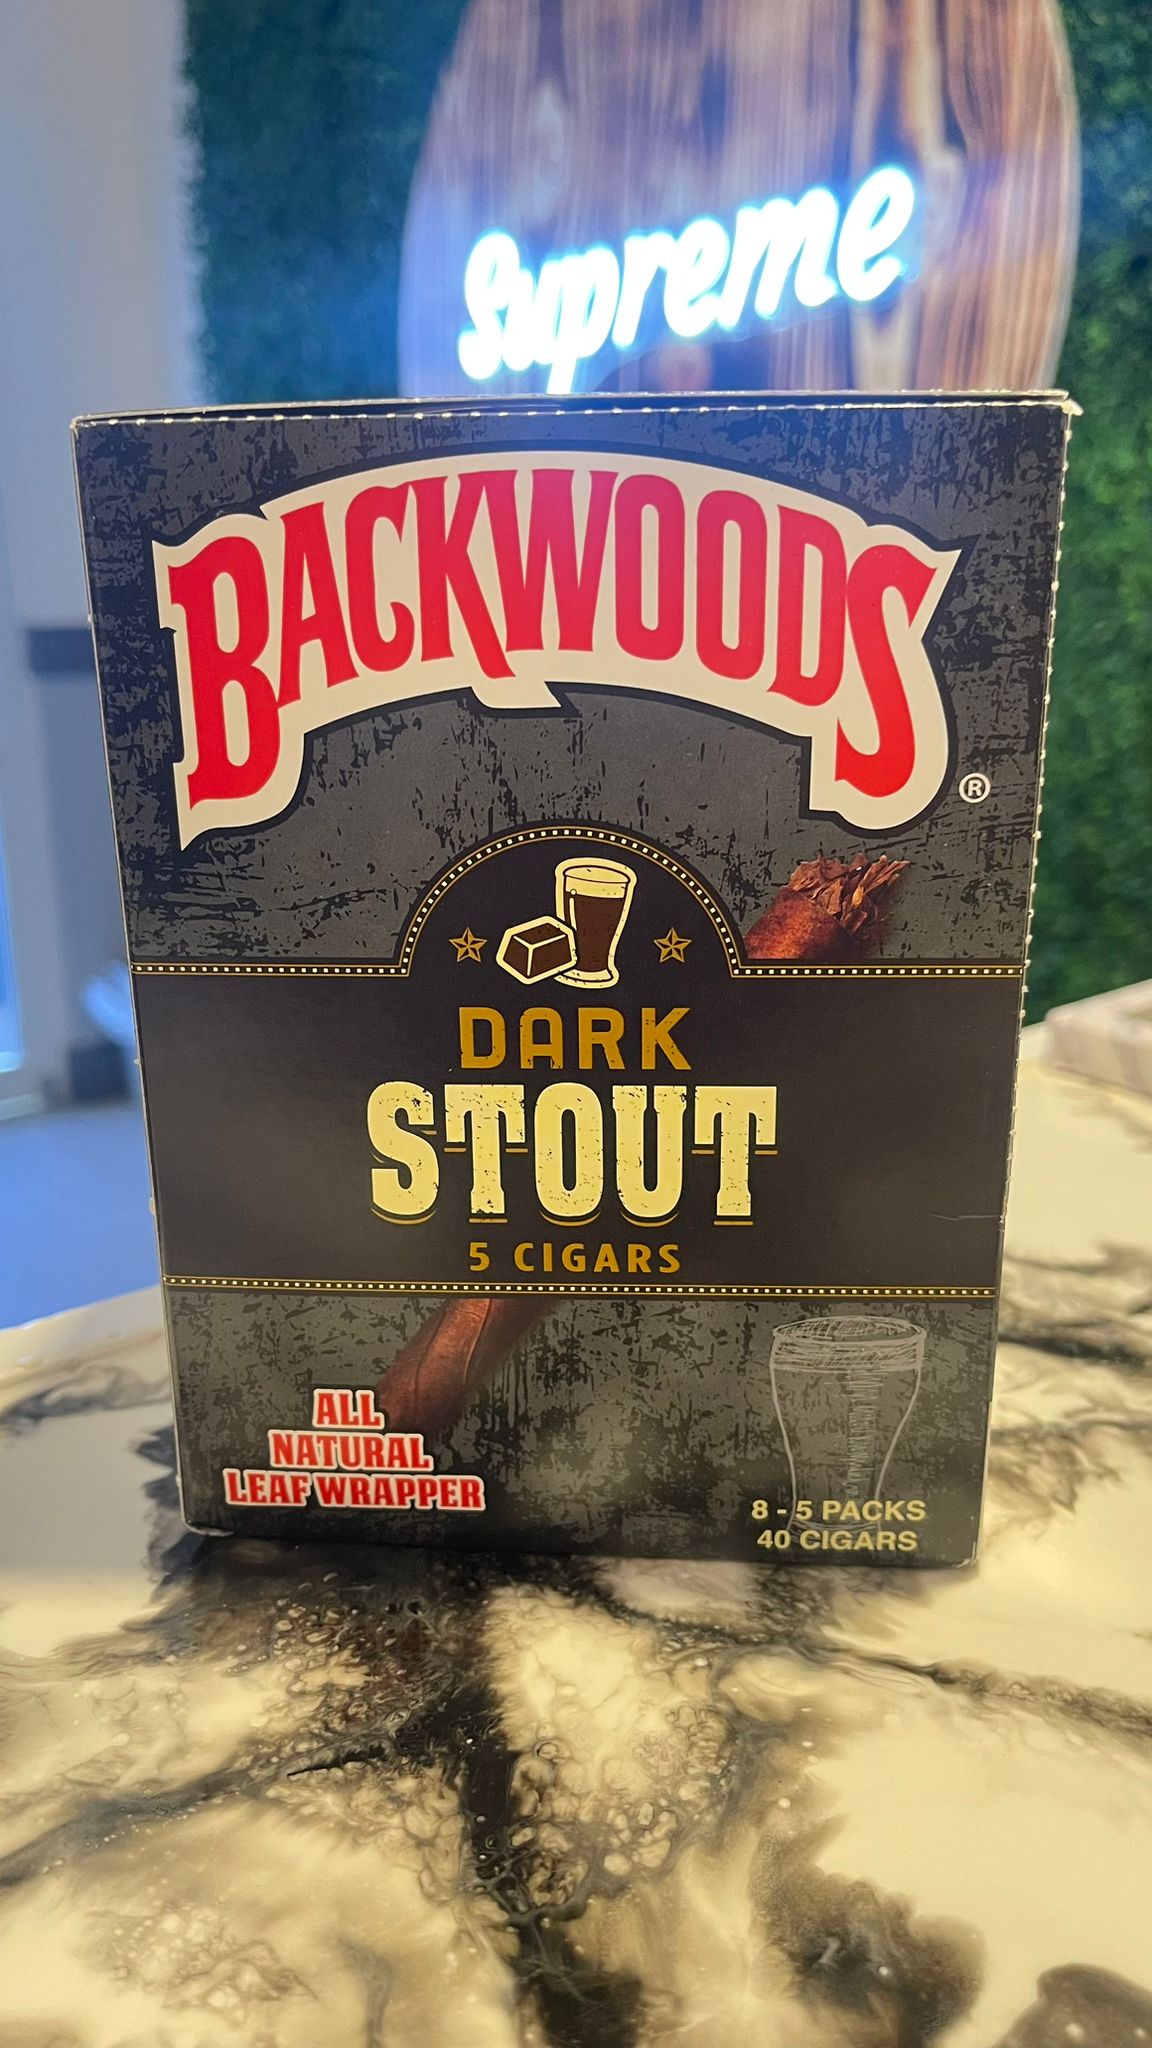 Supreme
BACKWOODS®
DARK
STOUT
5 CIGARS
ALL
NATURAL
LEAF WRAPPER
8 - 5 PACKS
40 CIGARS